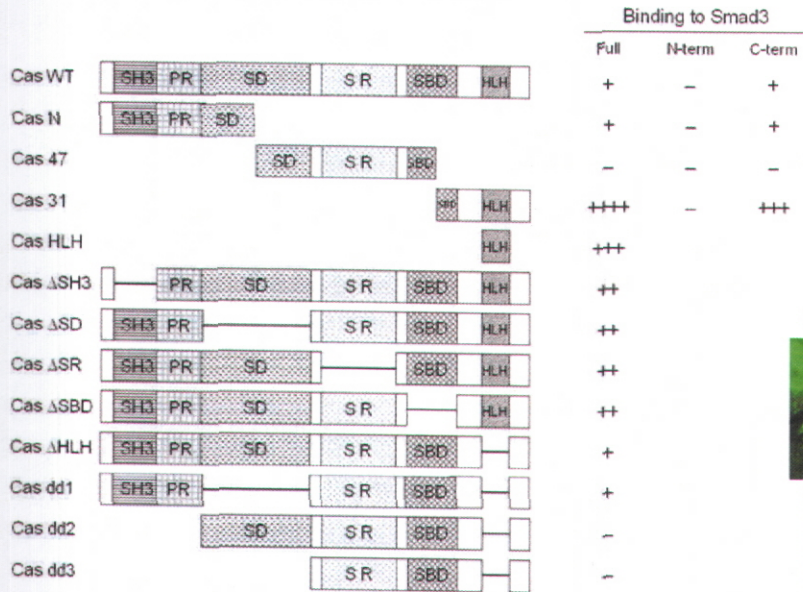 Binding to Smad3
Full N-term C-term
Cas WT SH3 PR SD SR SBD HLH + – +
Cas N SH3 PR SD + – +
Cas 47 SD SR SBD – – –
Cas 31 SBD HLH ++++ – +++
Cas HLH HLH +++
Cas ΔSH3 PR SD SR SBD HLH ++
Cas ΔSD SH3 PR SR SBD HLH ++
Cas ΔSR SH3 PR SD SBD HLH ++
Cas ΔSBD SH3 PR SD SR HLH ++
Cas ΔHLH SH3 PR SD SR SBD +
Cas dd1 SH3 PR SR SBD +
Cas dd2 SD SR SBD –
Cas dd3 SR SBD –